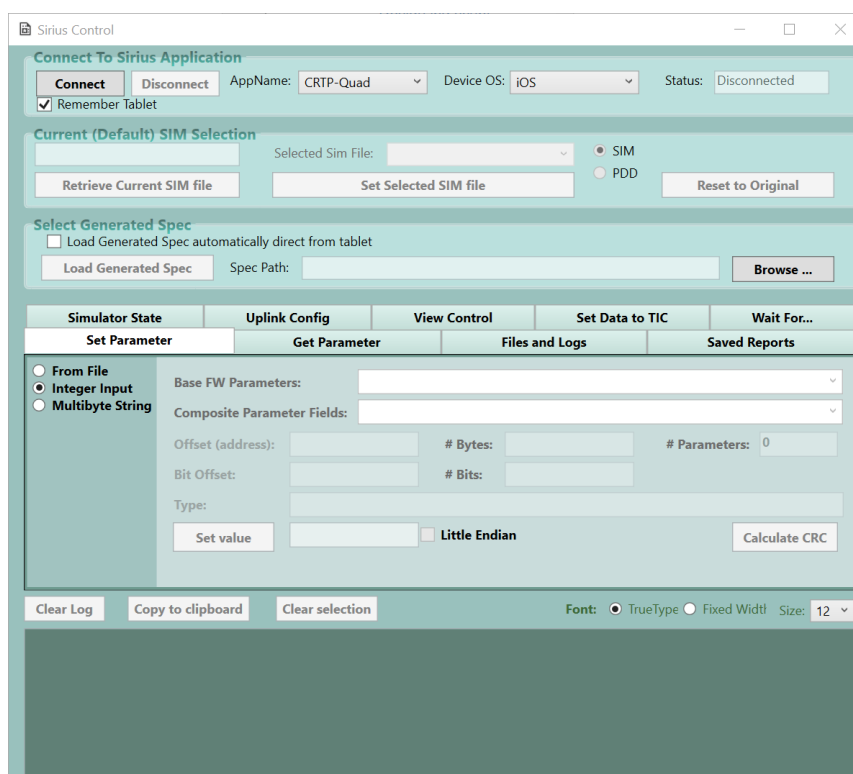 Sirius Control
Connect To Sirius Application
Connect Disconnect AppName: CRTP-Quad Device OS: iOS Status: Disconnected
Remember Tablet
Current (Default) SIM Selection
Selected Sim File: SIM
PDD
Retrieve Current SIM file Set Selected SIM file Reset to Original
Select Generated Spec
Load Generated Spec automatically direct from tablet
Load Generated Spec Spec Path: Browse ...
Simulator State Uplink Config View Control Set Data to TIC Wait For...
Set Parameter Get Parameter Files and Logs Saved Reports
From File
Integer Input
Multibyte String
Base FW Parameters:
Composite Parameter Fields:
Offset (address): # Bytes: # Parameters: 0
Bit Offset: # Bits:
Type:
Set value Little Endian Calculate CRC
Clear Log Copy to clipboard Clear selection Font: TrueType Fixed Width Size: 12